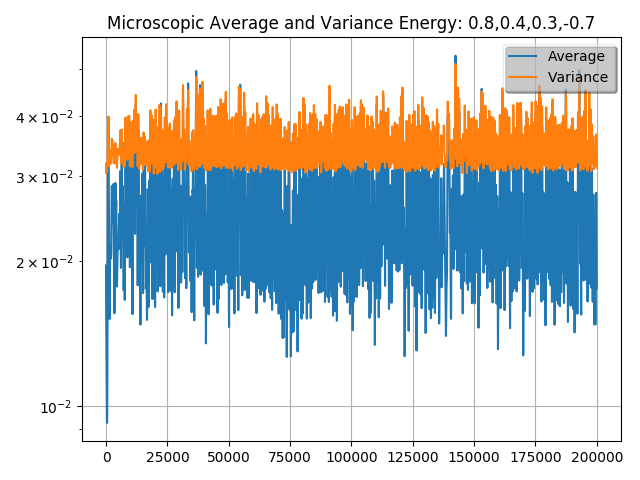 Microscopic Average and Variance Energy: 0.8,0.4,0.3,-0.7
Average
Variance
4 × 10⁻²
3 × 10⁻²
2 × 10⁻²
10⁻²
0 25000 50000 75000 100000 125000 150000 175000 200000